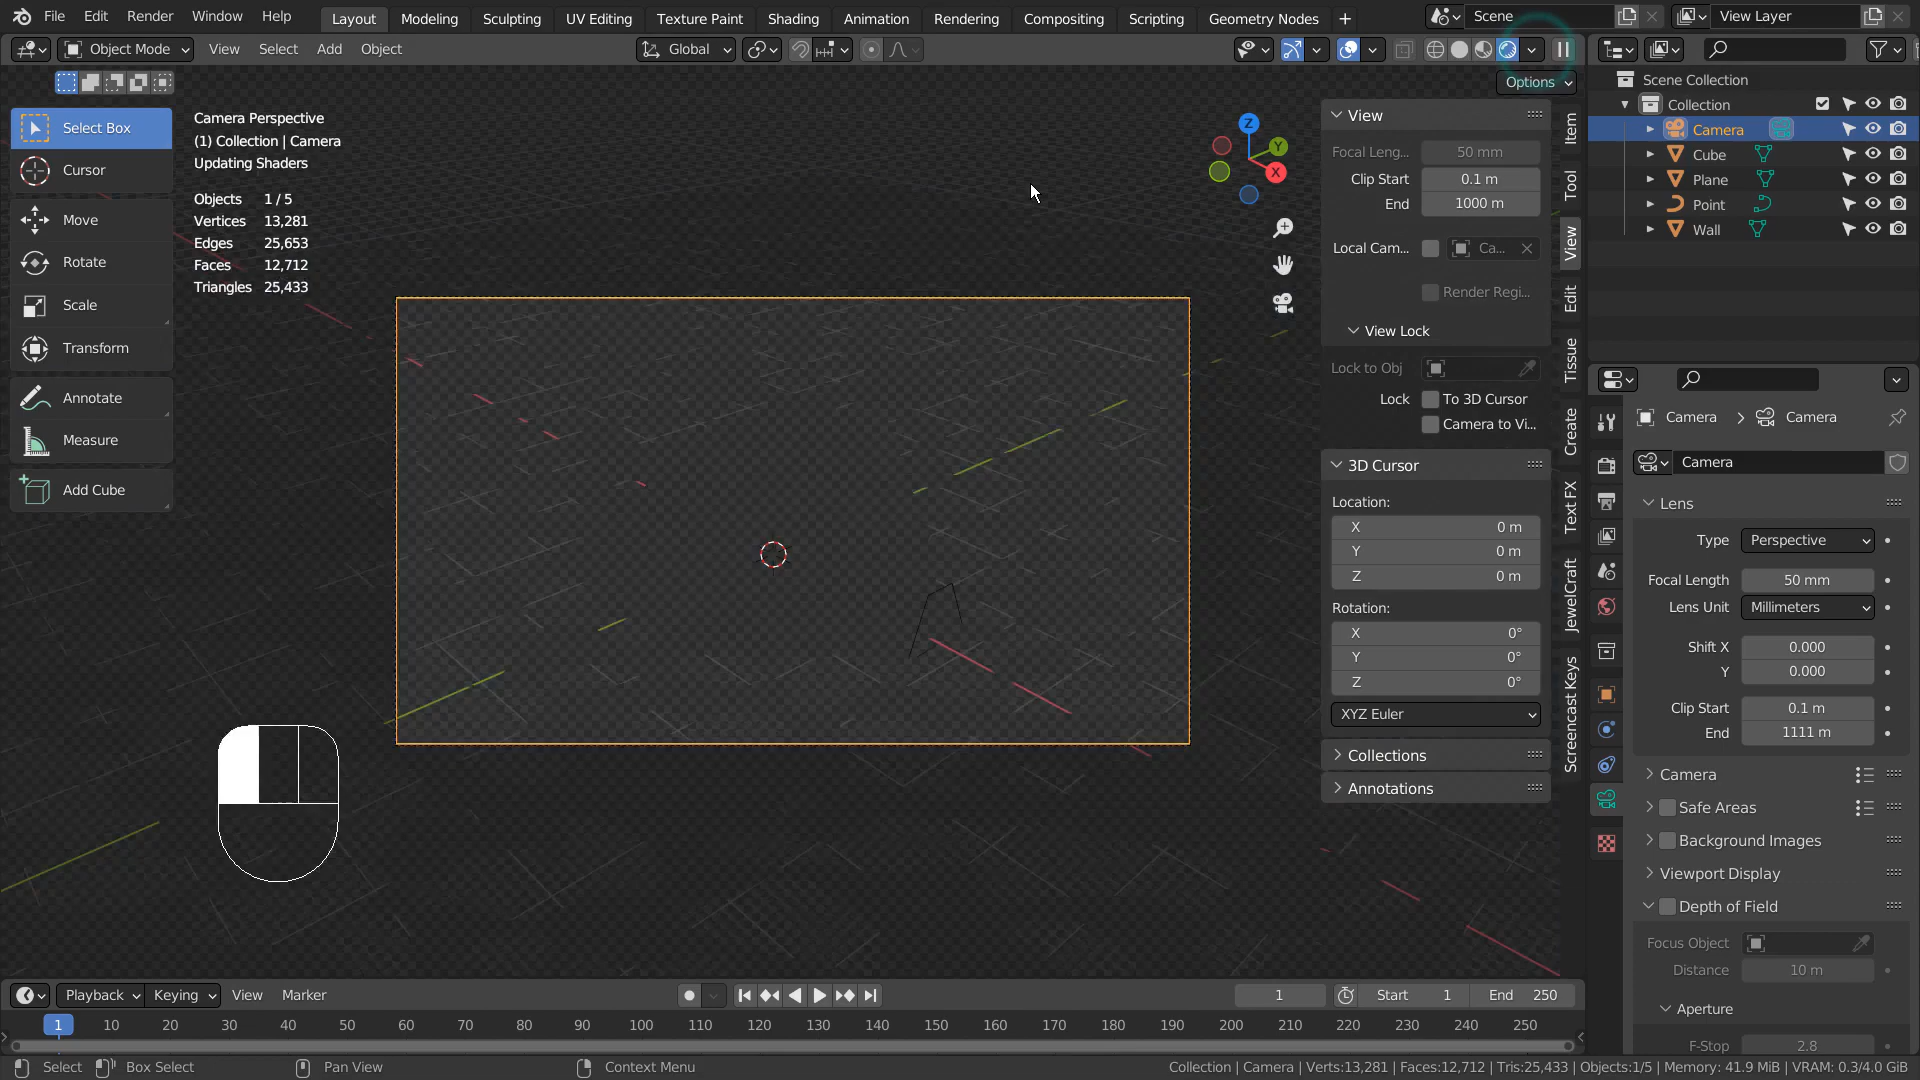 File Edit Render Window Help Layout Modeling Sculpting UV Editing Texture Paint Shading Animation Rendering Compositing Scripting Geometry Nodes + Scene View Layer
Object Mode View Select Add Object Global
Options
Select Box
Cursor
Move
Rotate
Scale
Transform
Annotate
Measure
Add Cube
Camera Perspective
(1) Collection | Camera
Updating Shaders
Objects 1 / 5
Vertices 13,281
Edges 25,653
Faces 12,712
Triangles 25,433
Z
Y
X
View
Focal Leng... 50 mm
Clip Start 0.1 m
End 1000 m
Local Cam... Ca...
Render Regi...
View Lock
Lock to Obj
Lock To 3D Cursor
Camera to Vi...
3D Cursor
Location:
X 0 m
Y 0 m
Z 0 m
Rotation:
X 0°
Y 0°
Z 0°
XYZ Euler
Collections
Annotations
Item
Tool
View
Edit
Tissue
Create
Text FX
JewelCraft
Screencast Keys
Scene Collection
Collection
Camera
Cube
Plane
Point
Wall
Camera > Camera
Camera
Lens
Type Perspective
Focal Length 50 mm
Lens Unit Millimeters
Shift X 0.000
Y 0.000
Clip Start 0.1 m
End 1111 m
Camera
Safe Areas
Background Images
Viewport Display
Depth of Field
Focus Object
Distance 10 m
Aperture
F-Stop 2.8
Playback Keying View Marker 1 Start 1 End 250
1 10 20 30 40 50 60 70 80 90 100 110 120 130 140 150 160 170 180 190 200 210 220 230 240 250
Select Box Select Pan View Context Menu Collection | Camera | Verts:13,281 | Faces:12,712 | Tris:25,433 | Objects:1/5 | Memory: 41.9 MiB | VRAM: 0.3/4.0 GiB